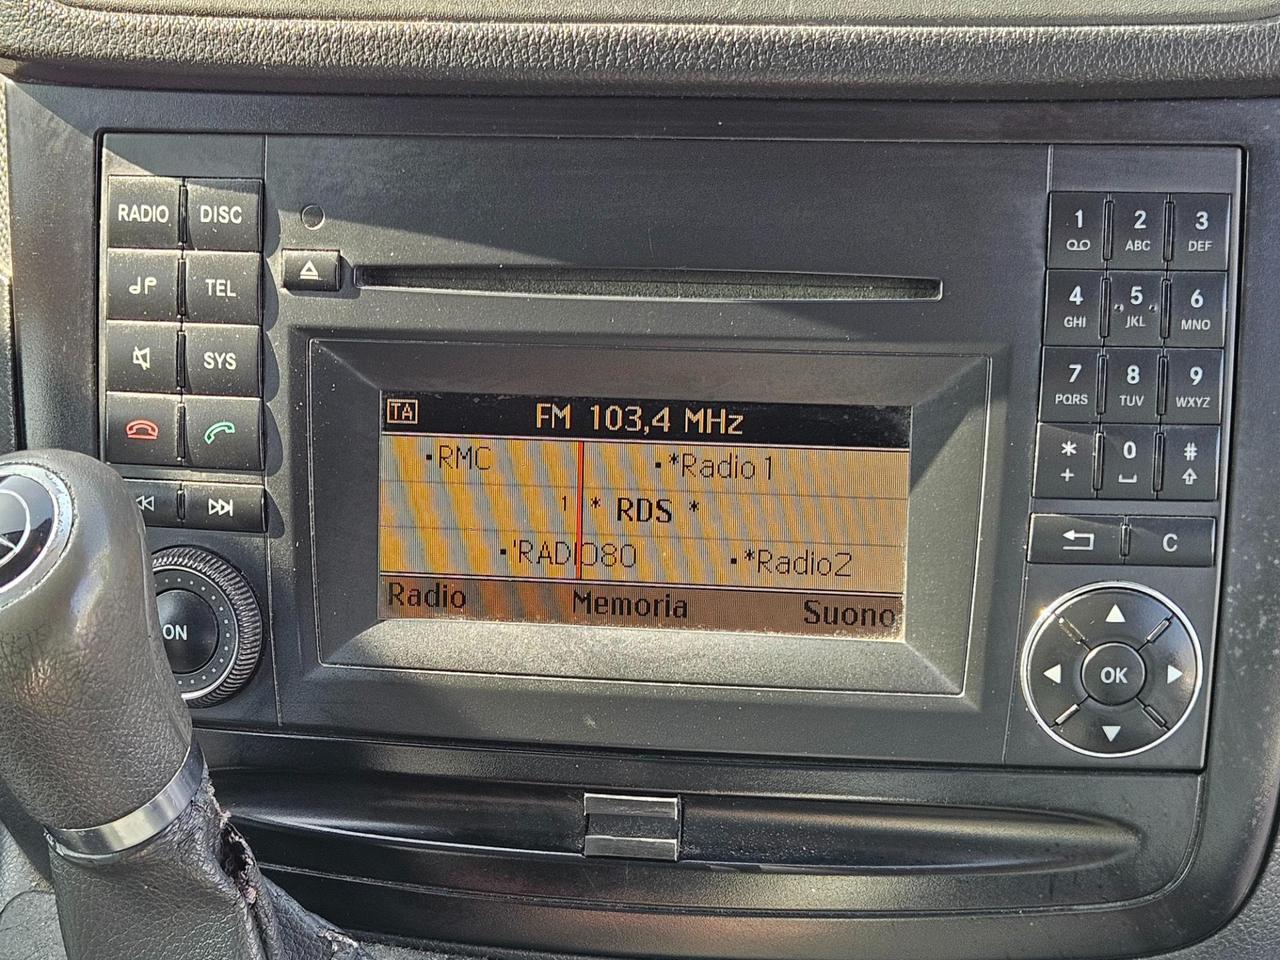 RADIO DISC
TEL
SYS
ON
TA FM 103,4 MHz
·RMC ·*Radio 1
1 * RDS *
·'RADIO80 ·*Radio2
Radio Memoria Suono
1 2 ABC 3 DEF
4 GHI 5 JKL 6 MNO
7 PQRS 8 TUV 9 WXYZ
* + 0 #
C
OK